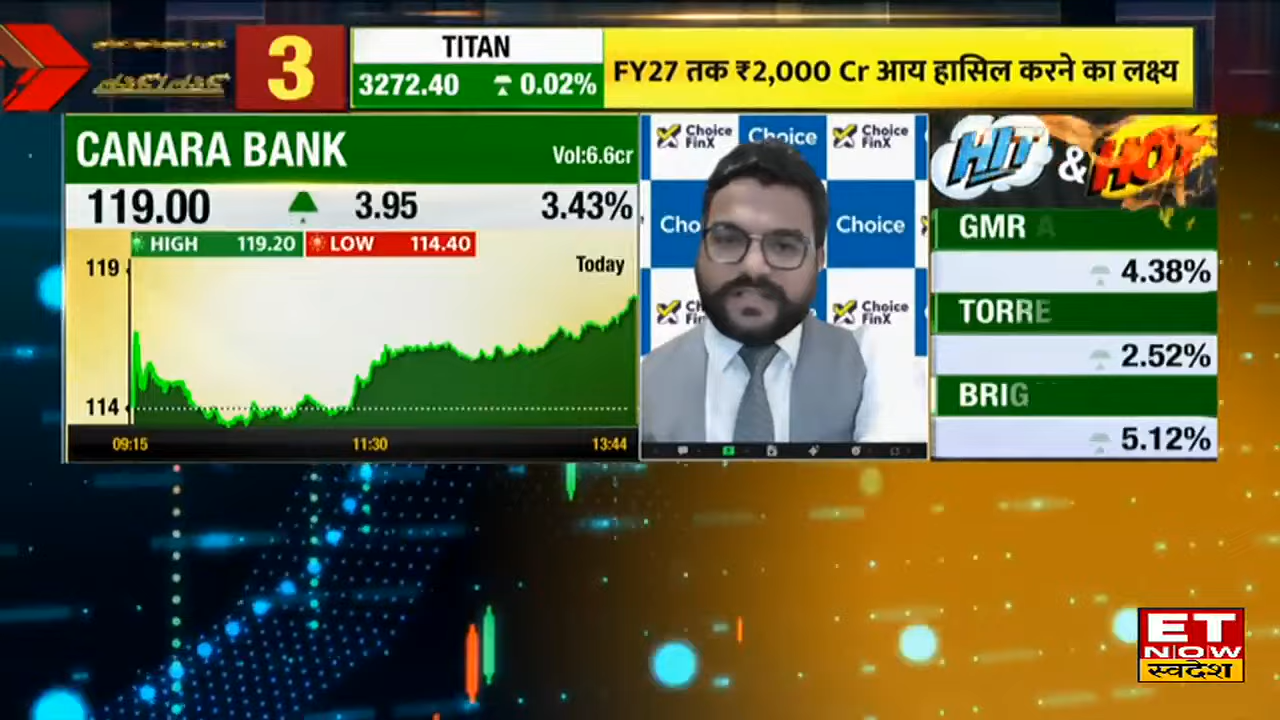 3
TITAN
3272.40 0.02%
FY27 तक ₹2,000 Cr आय हासिल करने का लक्ष्य
CANARA BANK Vol:6.6cr
119.00 3.95 3.43%
HIGH 119.20 LOW 114.40
Today
119
114
09:15 11:30 13:44
Choice FinX
Choice
Choice FinX
Cho
Choice
Choice FinX
HIT & HOT
GMR A
4.38%
TORRE
2.52%
BRIG
5.12%
ET
NOW
स्वदेश